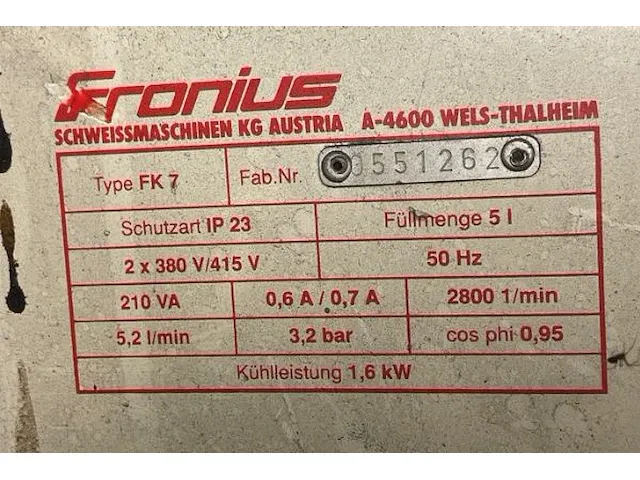 Fronius
SCHWEISSMASCHINEN KG AUSTRIA A-4600 WELS-THALHEIM
Type FK 7 Fab.Nr. 0551262
Schutzart IP 23 Füllmenge 5 l
2 x 380 V/415 V 50 Hz
210 VA 0,6 A / 0,7 A 2800 1/min
5,2 l/min 3,2 bar cos phi 0,95
Kühlleistung 1,6 kW